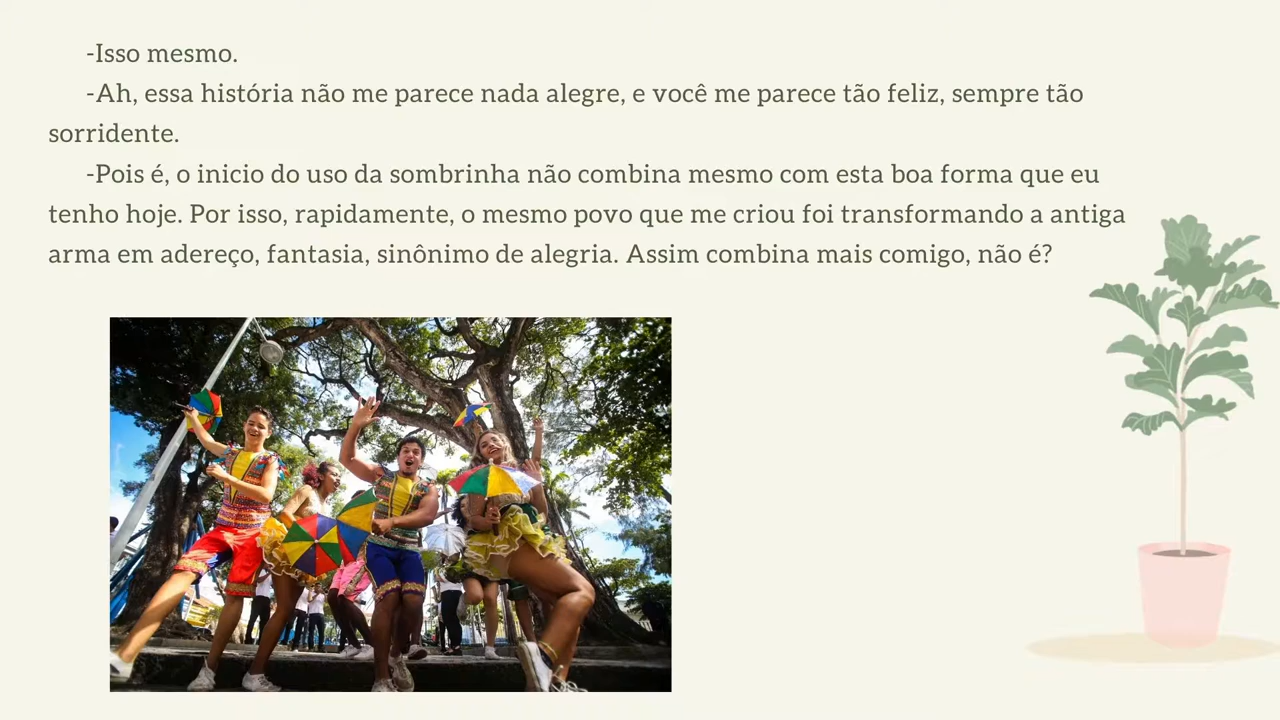 -Isso mesmo.
-Ah, essa história não me parece nada alegre, e você me parece tão feliz, sempre tão
sorridente.
-Pois é, o inicio do uso da sombrinha não combina mesmo com esta boa forma que eu
tenho hoje. Por isso, rapidamente, o mesmo povo que me criou foi transformando a antiga
arma em adereço, fantasia, sinônimo de alegria. Assim combina mais comigo, não é?